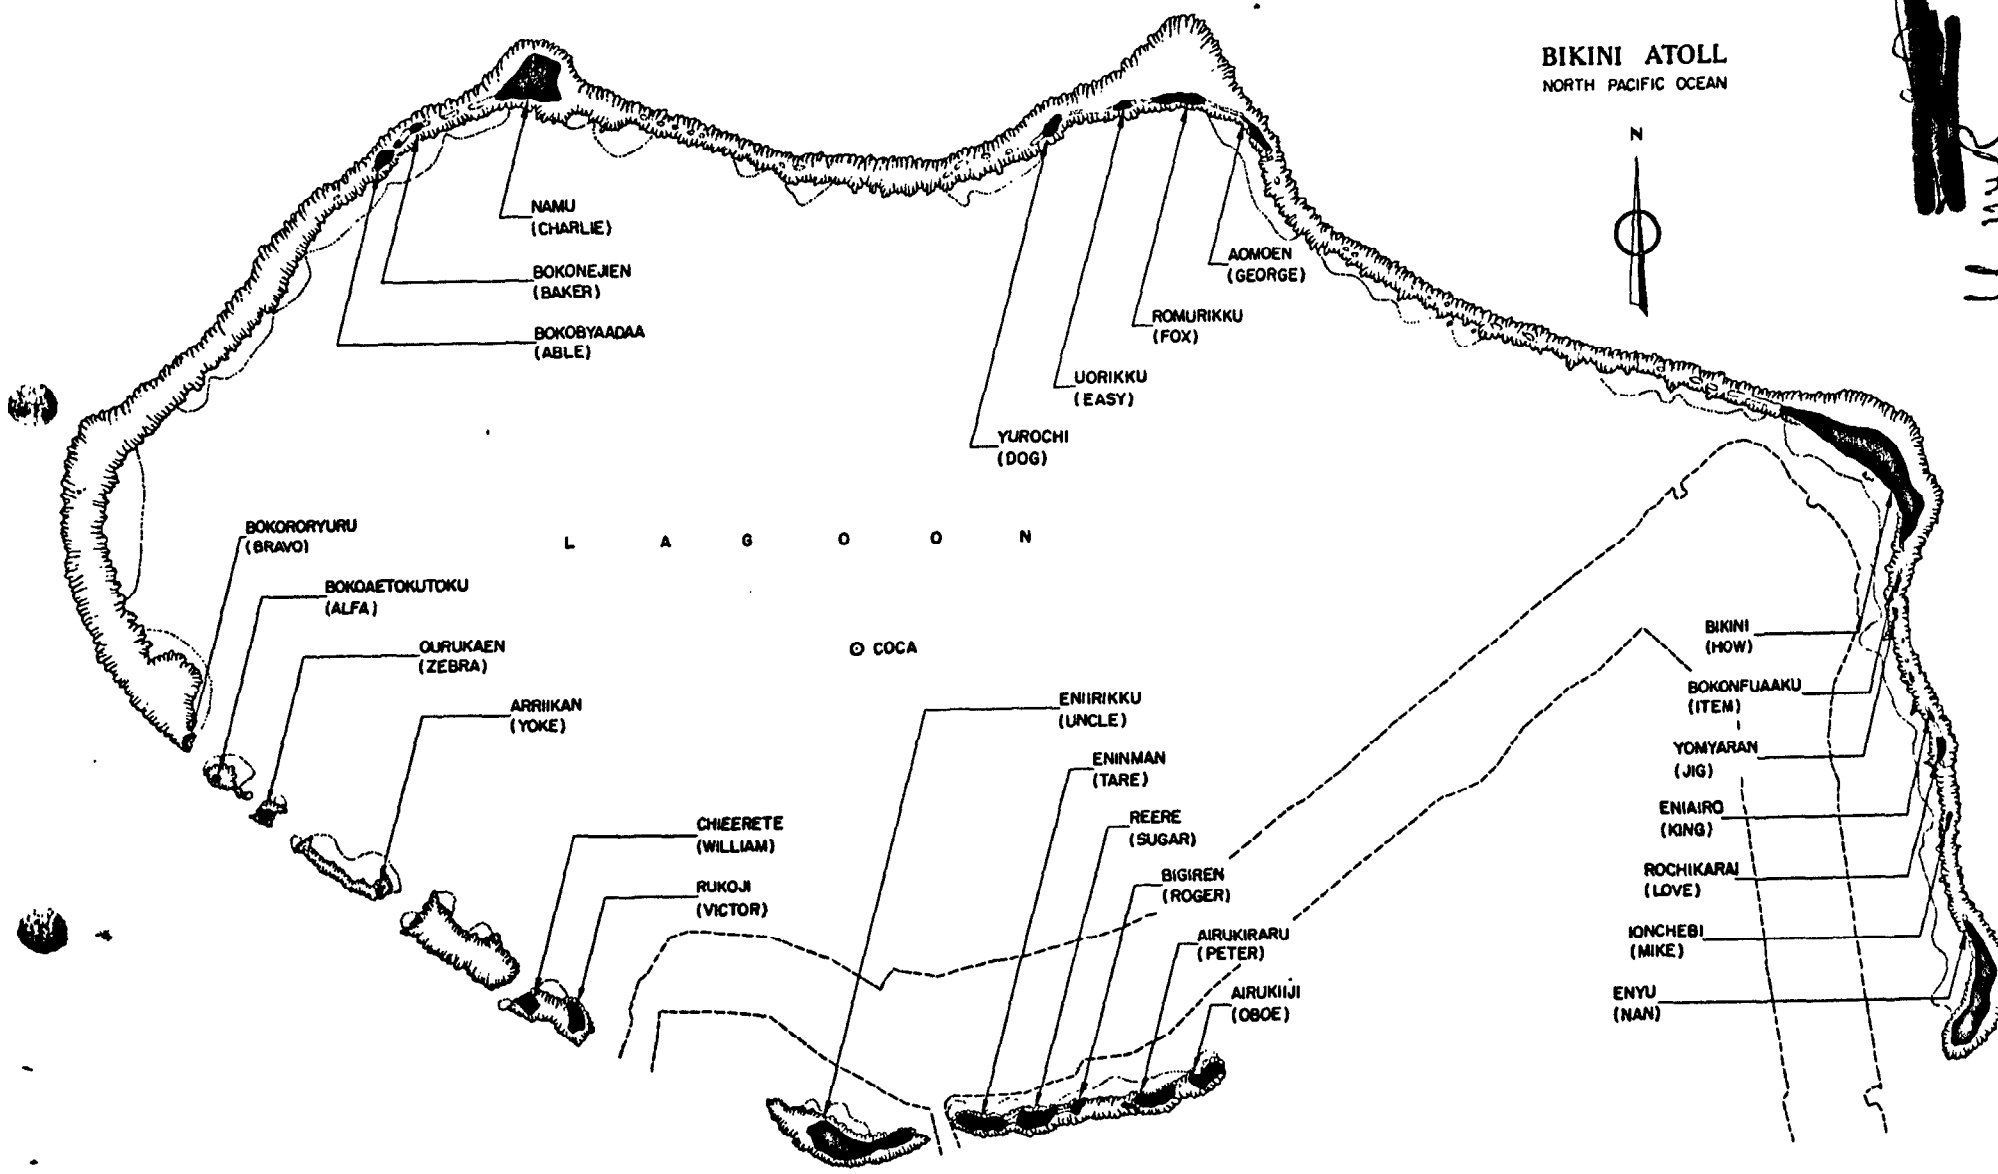 BIKINI ATOLL
NORTH PACIFIC OCEAN
N
NAMU
(CHARLIE)
BOKONEJIEN
(BAKER)
BOKOBYAADAA
(ABLE)
AOMOEN
(GEORGE)
ROMURIKKU
(FOX)
UORIKKU
(EASY)
YUROCHI
(DOG)
LAGOON
BOKORORYURU
(BRAVO)
BOKOAETOKUTOKU
(ALFA)
OURUKAEN
(ZEBRA)
ARRIIKAN
(YOKE)
COCA
CHIEERETE
(WILLIAM)
RUKOJI
(VICTOR)
ENIIRIKKU
(UNCLE)
ENINMAN
(TARE)
REERE
(SUGAR)
BIGIREN
(ROGER)
AIRUKIRARU
(PETER)
AIRUKIIJI
(OBOE)
BIKINI
(HOW)
BOKONFUAAKU
(ITEM)
YOMYARAN
(JIG)
ENIAIRO
(KING)
ROCHIKARAI
(LOVE)
IONCHEBI
(MIKE)
ENYU
(NAN)